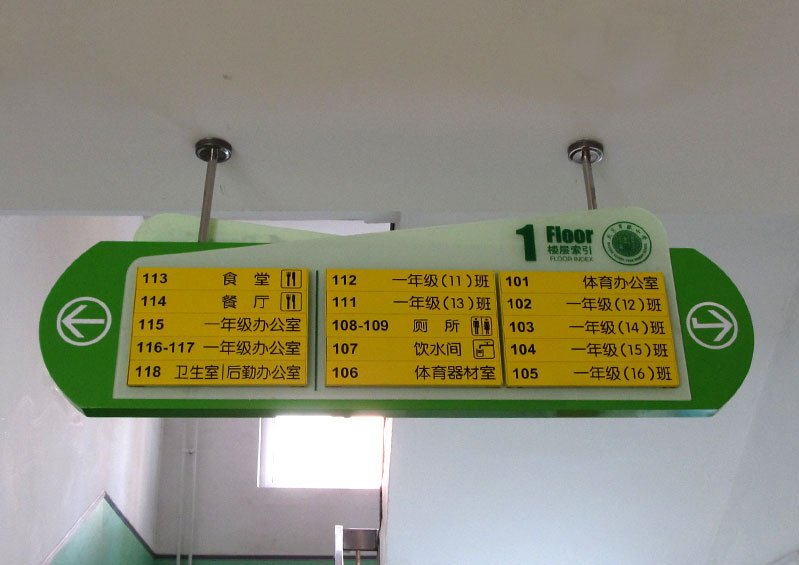 1 Floor
楼层索引
FLOOR INDEX
113 食 堂
114 餐 厅
115 一年级办公室
116-117 一年级办公室
118 卫生室|后勤办公室
112 一年级(11)班
111 一年级(13)班
108-109 厕 所
107 饮水间
106 体育器材室
101 体育办公室
102 一年级(12)班
103 一年级(14)班
104 一年级(15)班
105 一年级(16)班